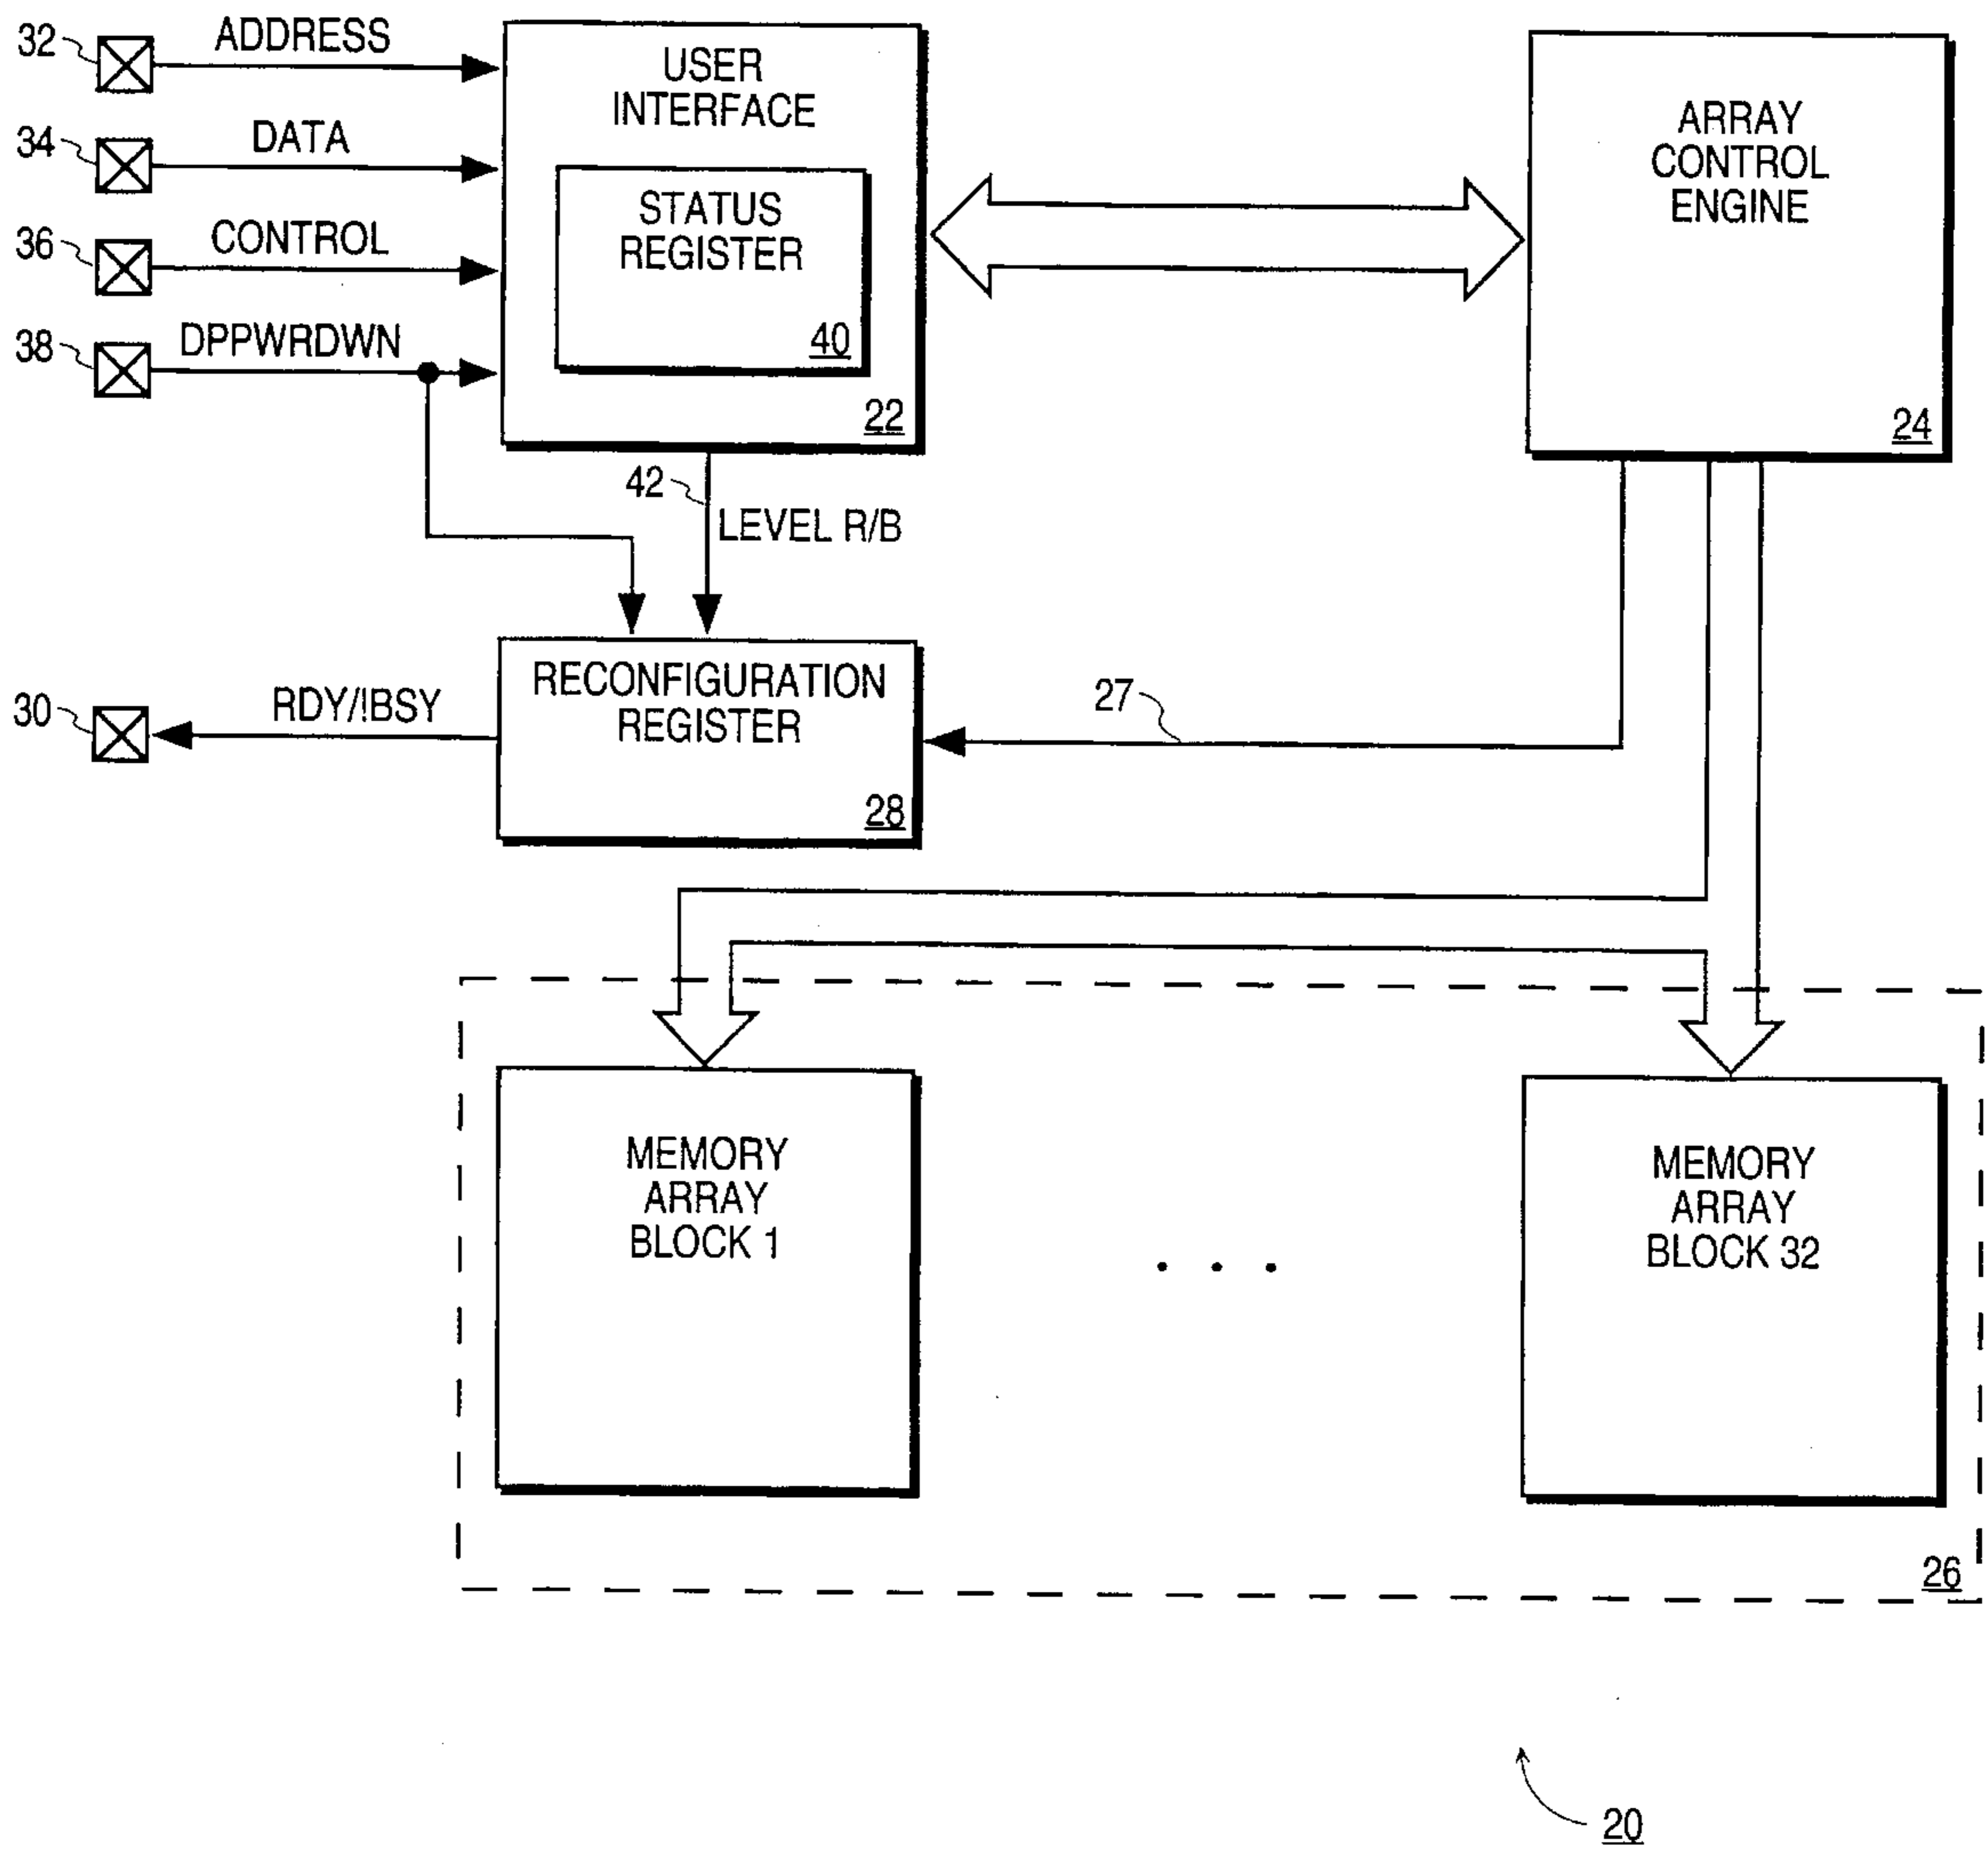 32
ADDRESS
34
DATA
36
CONTROL
38
DPPWRDWN
USER
INTERFACE
STATUS
REGISTER
40
22
ARRAY
CONTROL
ENGINE
24
42
LEVEL R/B
30
RDY/!BSY
RECONFIGURATION
REGISTER
28
27
MEMORY
ARRAY
BLOCK 1
. . .
MEMORY
ARRAY
BLOCK 32
26
20